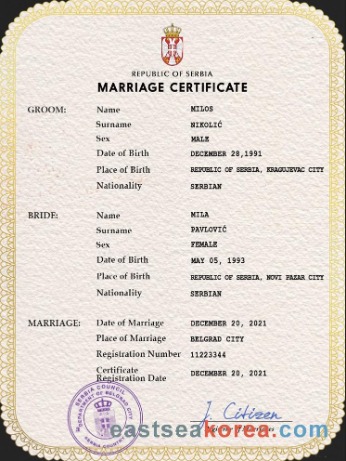 REPUBLIC OF SERBIA
MARRIAGE CERTIFICATE
GROOM: Name MILOS
Surname NIKOLIĆ
Sex MALE
Date of Birth DECEMBER 28,1991
Place of Birth REPUBLIC OF SERBIA, KRAGUJEVAC CITY
Nationality SERBIAN
BRIDE: Name MILA
Surname PAVLOVIĆ
Sex FEMALE
Date of Birth MAY 05, 1993
Place of Birth REPUBLIC OF SERBIA, NOVI PAZAR CITY
Nationality SERBIAN
MARRIAGE: Date of Marriage DECEMBER 20, 2021
Place of Marriage BELGRAD CITY
Registration Number 11223344
Certificate
Registration Date DECEMBER 20, 2021
SERBIA COUNCIL
DEPARTMENT OF BELGRAD CITY
J. Citizen
eastseakorea.com